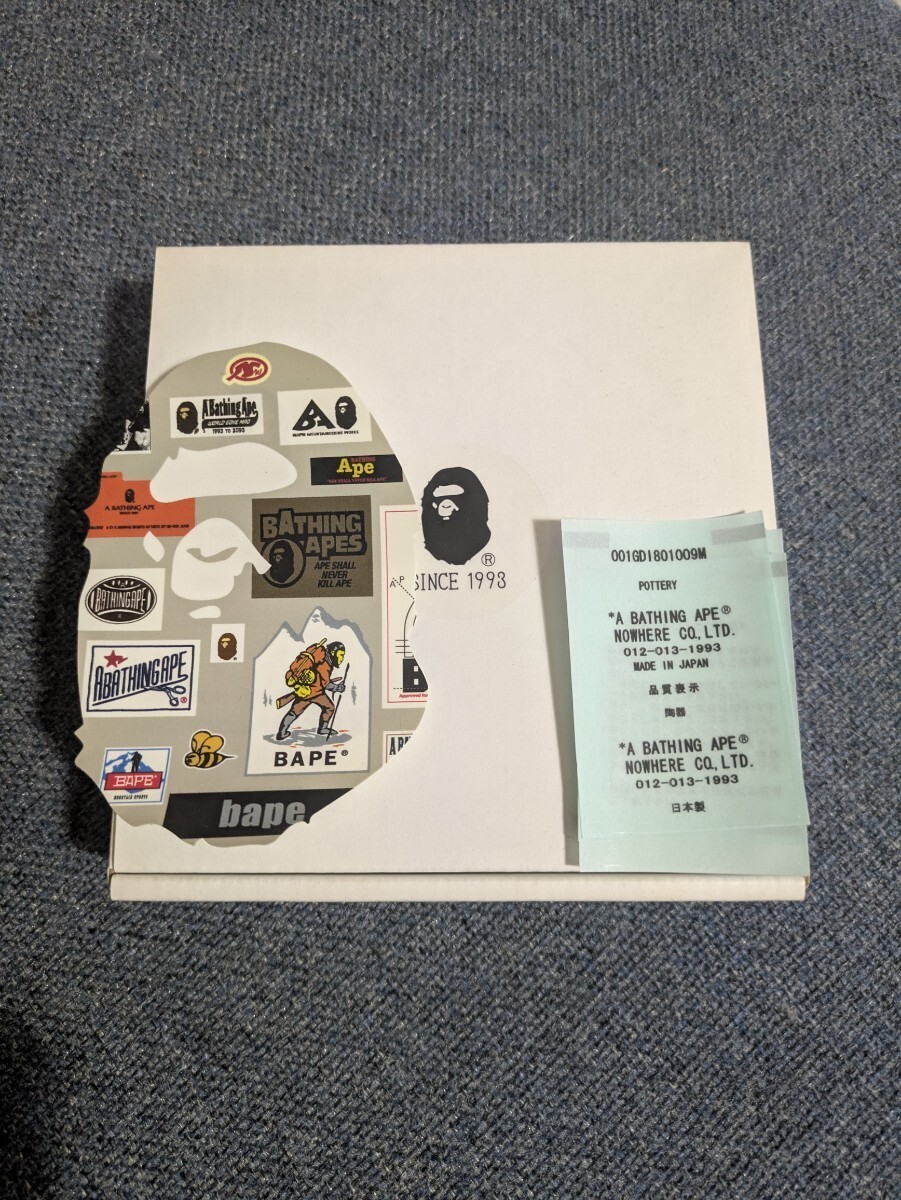 A Bathing Ape
WORLD GONE MAD
1993 TO 2093
BAPE MOUNTAINEERING WORKS
BATHING
Ape
A BATHING APE
BATHING
APES
APE SHALL
NEVER
KILL APE
BATHINGAPE
ABATHINGAPE
®
BAPE®
BAPE®
bape
®
SINCE 1993
001GDI801009M
POTTERY
*A BATHING APE®
NOWHERE CO., LTD.
012-013-1993
MADE IN JAPAN
品質表示
陶器
*A BATHING APE®
NOWHERE CO., LTD.
012-013-1993
日本製